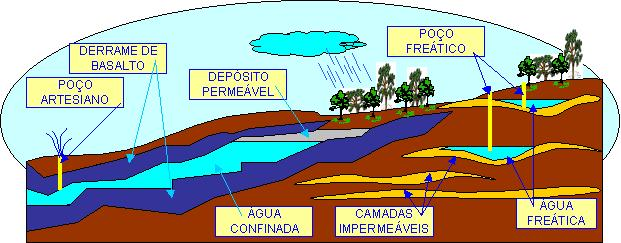 DERRAME DE
BASALTO
POÇO
ARTESIANO
DEPÓSITO
PERMEÁVEL
POÇO
FREÁTICO
ÁGUA
CONFINADA
CAMADAS
IMPERMEÁVEIS
ÁGUA
FREÁTICA